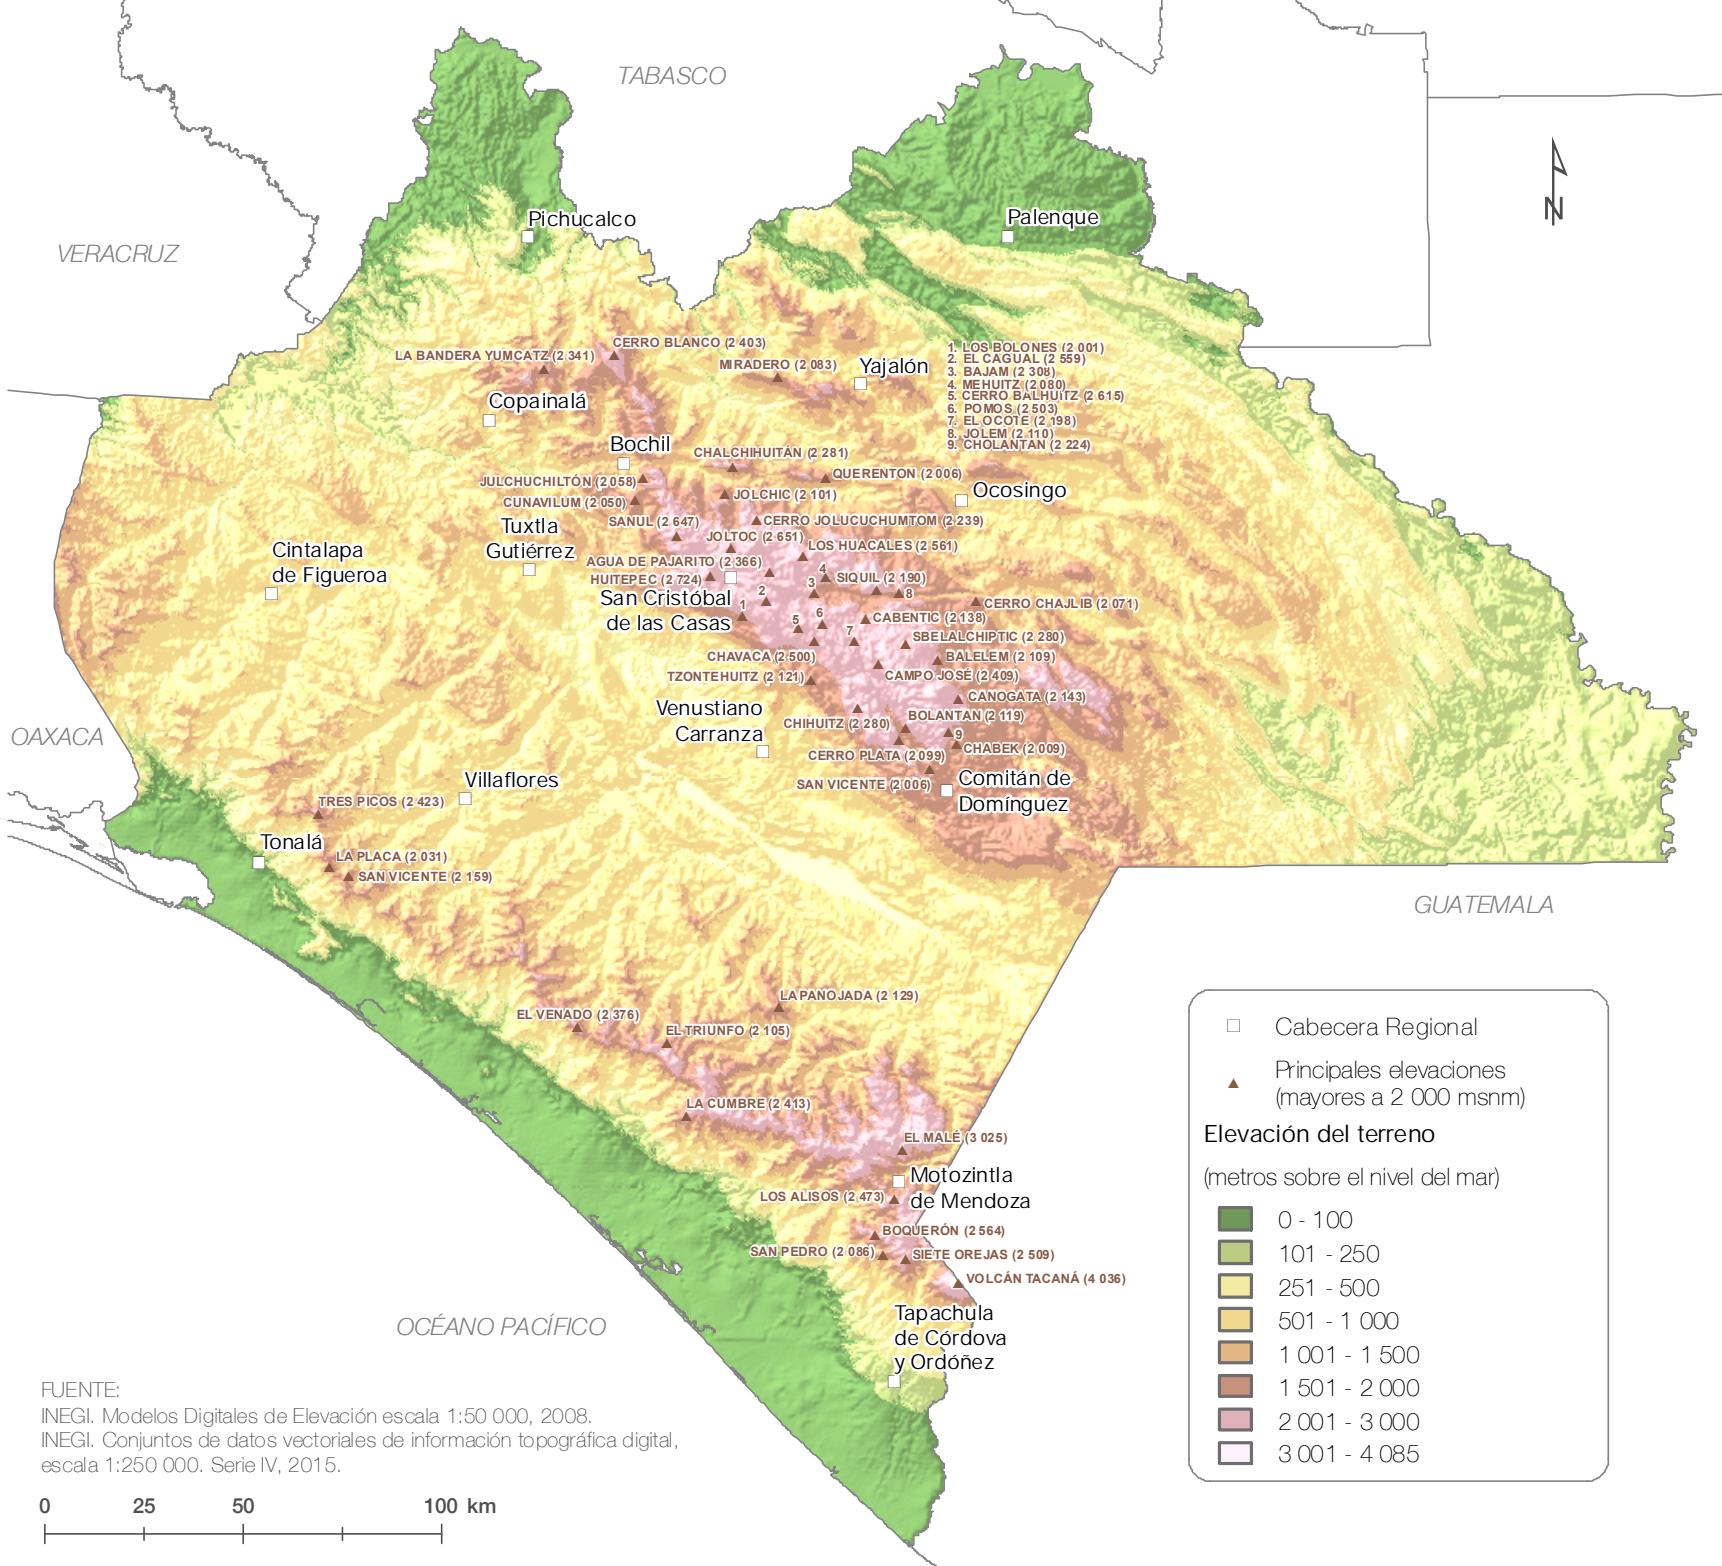 TABASCO
VERACRUZ
Pichucalco
Palenque
N
LA BANDERA YUMCATZ (2 341)
CERRO BLANCO (2 403)
MIRADERO (2 083)
Yajalón
1. LOS BOLONES (2 001)
2. EL CAGUAL (2 559)
3. BAJAM (2 308)
4. MEHUITZ (2 080)
5. CERRO BALHUITZ (2 615)
6. POMOS (2 503)
7. EL OCOTE (2 198)
8. JOLEM (2 110)
9. CHOLANTAN (2 224)
Copainalá
Bochil
CHALCHIHUITÁN (2 281)
QUERENTON (2 006)
JULCHUCHILTÓN (2 058)
CUNAVILUM (2 050)
JOLCHIC (2 101)
Ocosingo
SANUL (2 647)
CERRO JOLUCUCHUMTOM (2 239)
Tuxtla
Gutiérrez
JOLTOC (2 651)
LOS HUACALES (2 561)
Cintalapa
de Figueroa
AGUA DE PAJARITO (2 366)
HUITEPEC (2 724)
4
SIQUIL (2 190)
3
8
San Cristóbal
de las Casas
2
1
CERRO CHAJLIB (2 071)
5
6
7
CABENTIC (2 138)
SBELALCHIPTIC (2 280)
CHAVACA (2 500)
BALELEM (2 109)
TZONTEHUITZ (2 121)
CAMPO JOSÉ (2 409)
CANOGATA (2 143)
Venustiano
Carranza
CHIHUITZ (2 280)
BOLANTAN (2 119)
9
CHABEK (2 009)
CERRO PLATA (2 099)
SAN VICENTE (2 006)
Comitán de
Domínguez
OAXACA
Villaflores
TRES PICOS (2 423)
Tonalá
LA PLACA (2 031)
SAN VICENTE (2 159)
GUATEMALA
LA PANOJADA (2 129)
EL VENADO (2 376)
EL TRIUNFO (2 105)
LA CUMBRE (2 413)
EL MALÉ (3 025)
Motozintla
de Mendoza
LOS ALISOS (2 473)
BOQUERÓN (2 564)
SAN PEDRO (2 086)
SIETE OREJAS (2 509)
VOLCÁN TACANÁ (4 036)
Tapachula
de Córdova
y Ordóñez
OCÉANO PACÍFICO
Cabecera Regional
Principales elevaciones
(mayores a 2 000 msnm)
Elevación del terreno
(metros sobre el nivel del mar)
0 - 100
101 - 250
251 - 500
501 - 1 000
1 001 - 1 500
1 501 - 2 000
2 001 - 3 000
3 001 - 4 085
FUENTE:
INEGI. Modelos Digitales de Elevación escala 1:50 000, 2008.
INEGI. Conjuntos de datos vectoriales de información topográfica digital,
escala 1:250 000. Serie IV, 2015.
0 25 50 100 km